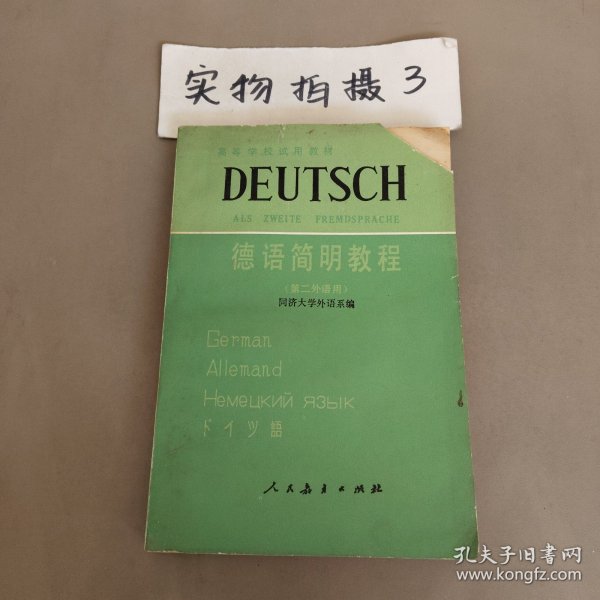 实物拍摄3
高等学校试用教材
DEUTSCH
ALS ZWEITE FREMDSPRACHE
德语简明教程
(第二外语用)
同济大学外语系编
German
Allemand
Немецкий язык
ドイツ語
人民教育出版社
孔夫子旧书网
www.kongfz.com